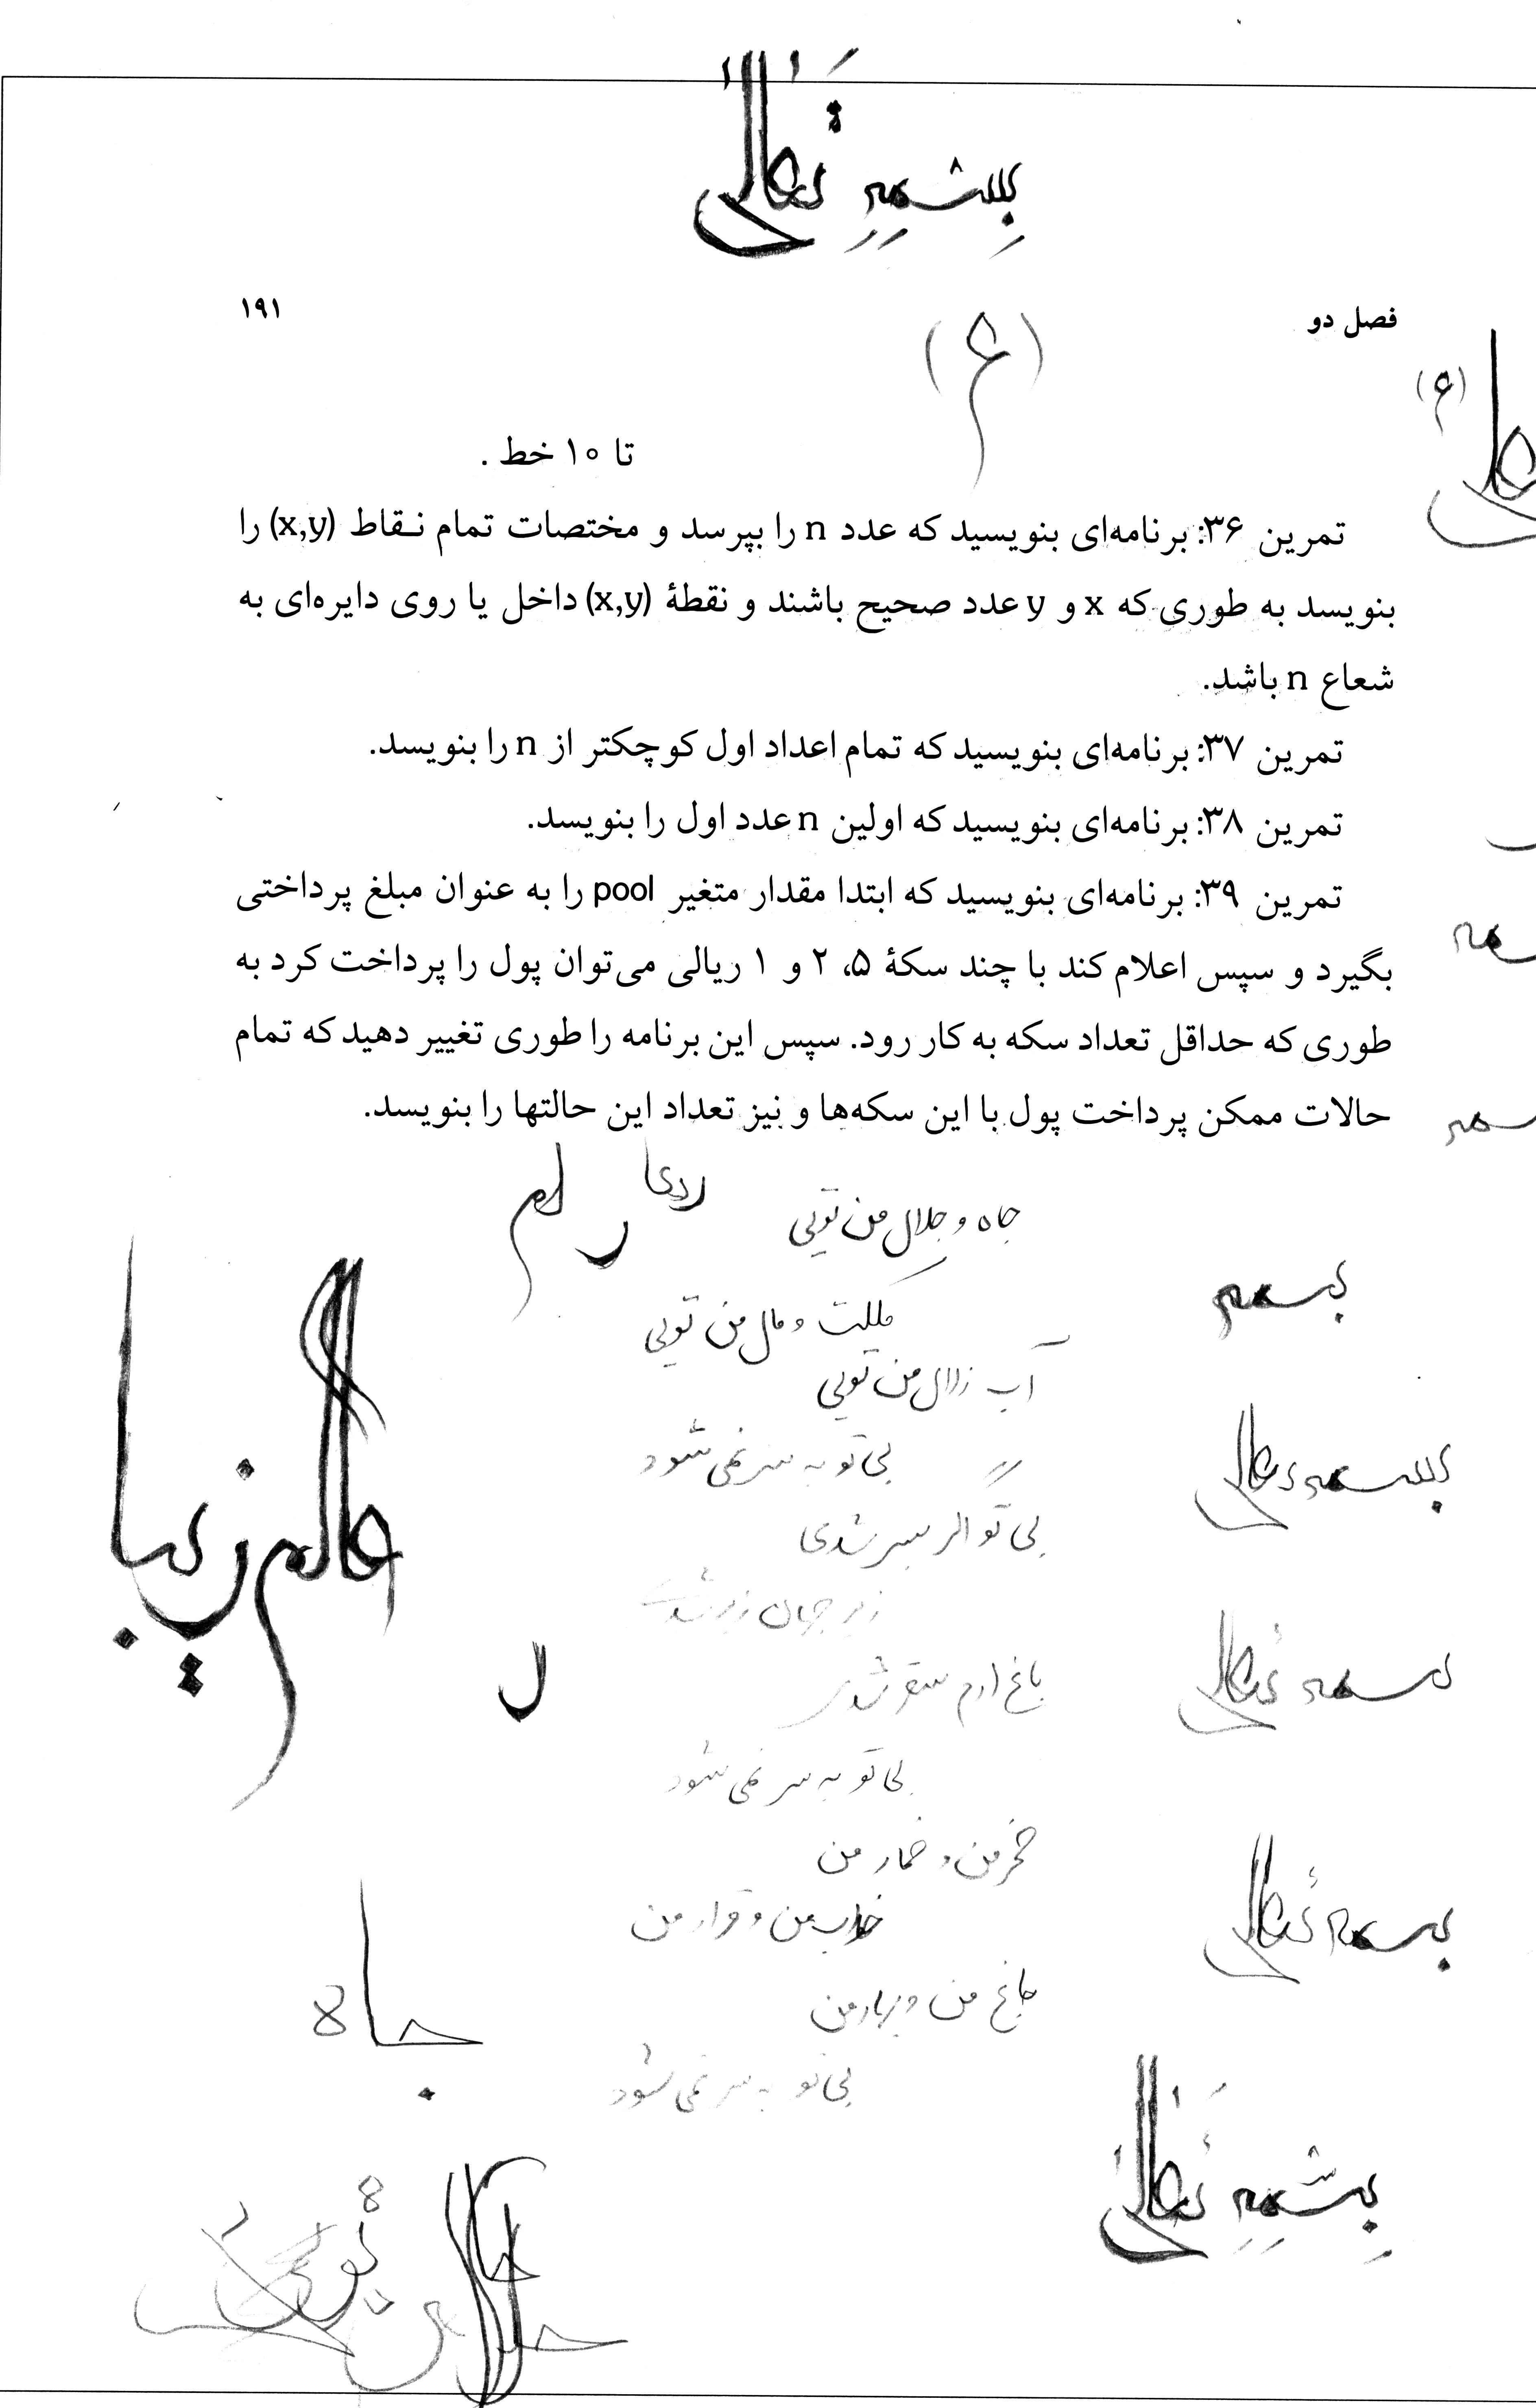 بِسْمِهِ تَعَالٰی
فصل دو
۱۹۱
(۶)
(۶)
تا ۱۰ خط .
تمرین ۳۶: برنامه‌ای بنویسید که عدد n را بپرسد و مختصات تمام نـقاط (x,y) را
بنویسد به طوری که x و y عدد صحیح باشند و نقطهٔ (x,y) داخل یا روی دایره‌ای به
شعاع n باشد.
تمرین ۳۷: برنامه‌ای بنویسید که تمام اعداد اول کوچکتر از n را بنویسد.
تمرین ۳۸: برنامه‌ای بنویسید که اولین n عدد اول را بنویسد.
تمرین ۳۹: برنامه‌ای بنویسید که ابتدا مقدار متغیر pool را به عنوان مبلغ پرداختی
بگیرد و سپس اعلام کند با چند سکهٔ ۵، ۲ و ۱ ریالی می‌توان پول را پرداخت کرد به
طوری که حداقل تعداد سکه به کار رود. سپس این برنامه را طوری تغییر دهید که تمام
حالات ممکن پرداخت پول با این سکه‌ها و نیز تعداد این حالتها را بنویسد.
جاه و جلال من تویی
ملکت و مال من تویی
آب زلال من تویی
بی تو به سر نمی شود
بی تو اگر بسر شدی
زیر جهان زبر شدی
باغ ارم سقر شدی
بی تو به سر نمی شود
خمر من و خمار من
خواب من و قرار من
باغ من و بهار من
بی تو به سر نمی شود
بسمه
بسمه تعالی
بسمه تعالی
بسمه تعالی
بِسْمِهِ تَعَالٰی
عالم زیبا
ل
جاه